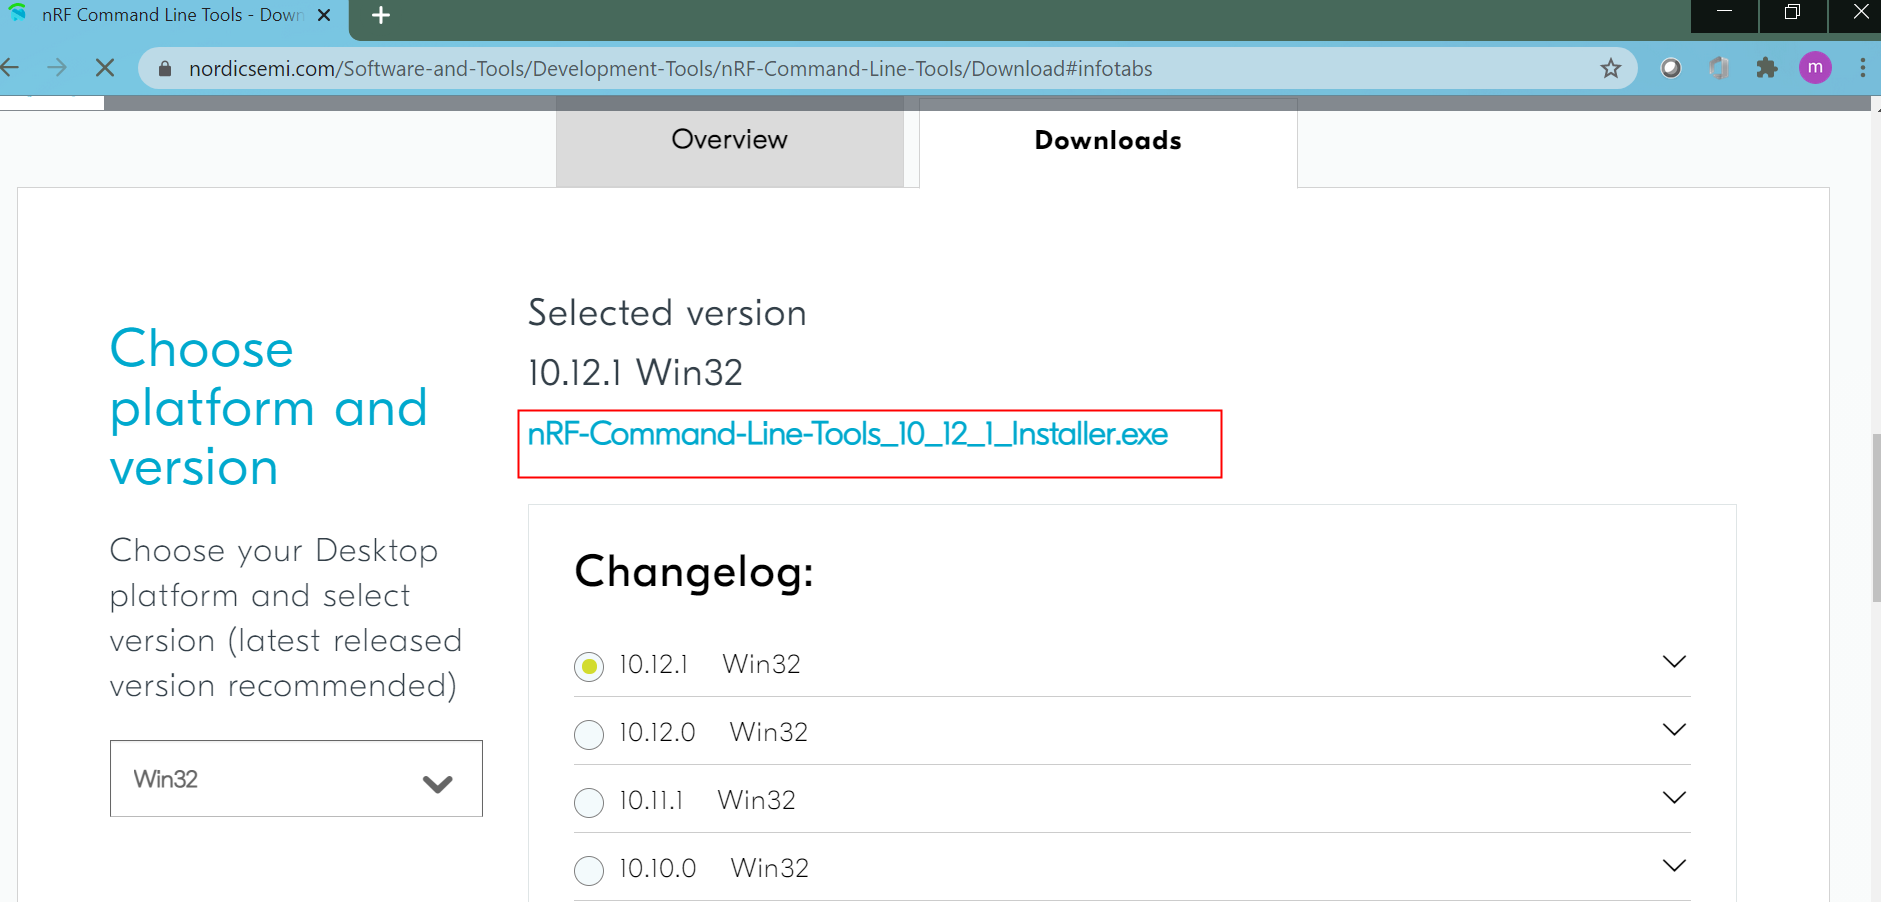 nRF Command Line Tools - Down
nordicsemi.com/Software-and-Tools/Development-Tools/nRF-Command-Line-Tools/Download#infotabs
m
Overview
Downloads
Choose
platform and
version
Choose your Desktop
platform and select
version (latest released
version recommended)
Win32
Selected version
10.12.1 Win32
nRF-Command-Line-Tools_10_12_1_Installer.exe
Changelog:
10.12.1 Win32
10.12.0 Win32
10.11.1 Win32
10.10.0 Win32